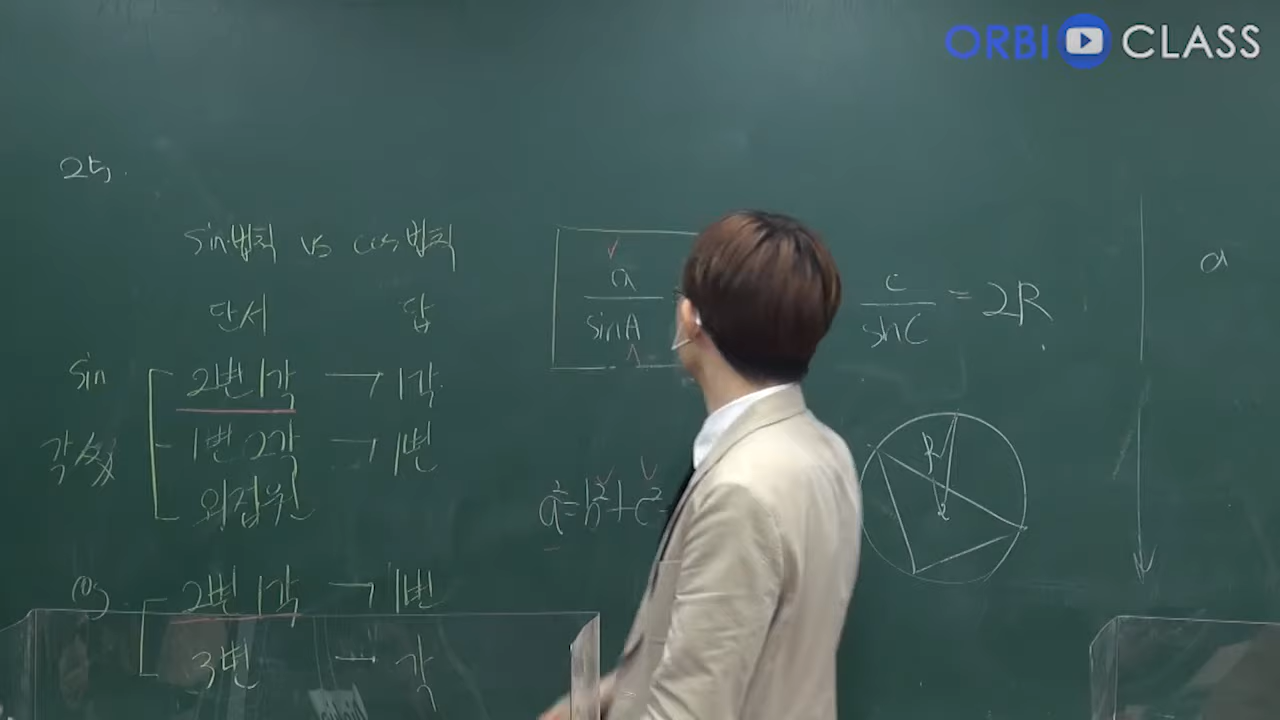 ORBI CLASS
25.
sin법칙 vs cos법칙
단서 답
sin 2변 1각 → 1각
각/변 1변 2각 → 1변
외접원
cos 2변 1각 → 1변
3변 → 각
a
sinA
c
sinC
= 2R
a²=b²+c²
R
a